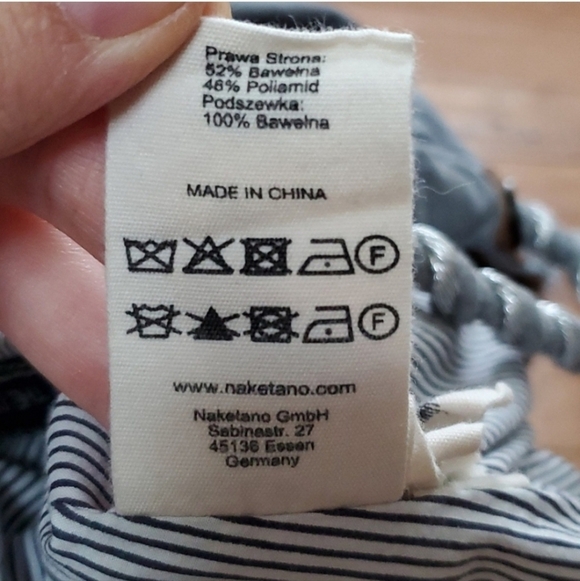 Prawa Strona:
52% Bawełna
48% Poliamid
Podszewka:
100% Bawełna
MADE IN CHINA
F
F
www.naketano.com
Naketano GmbH
Sabinastr. 27
45136 Essen
Germany